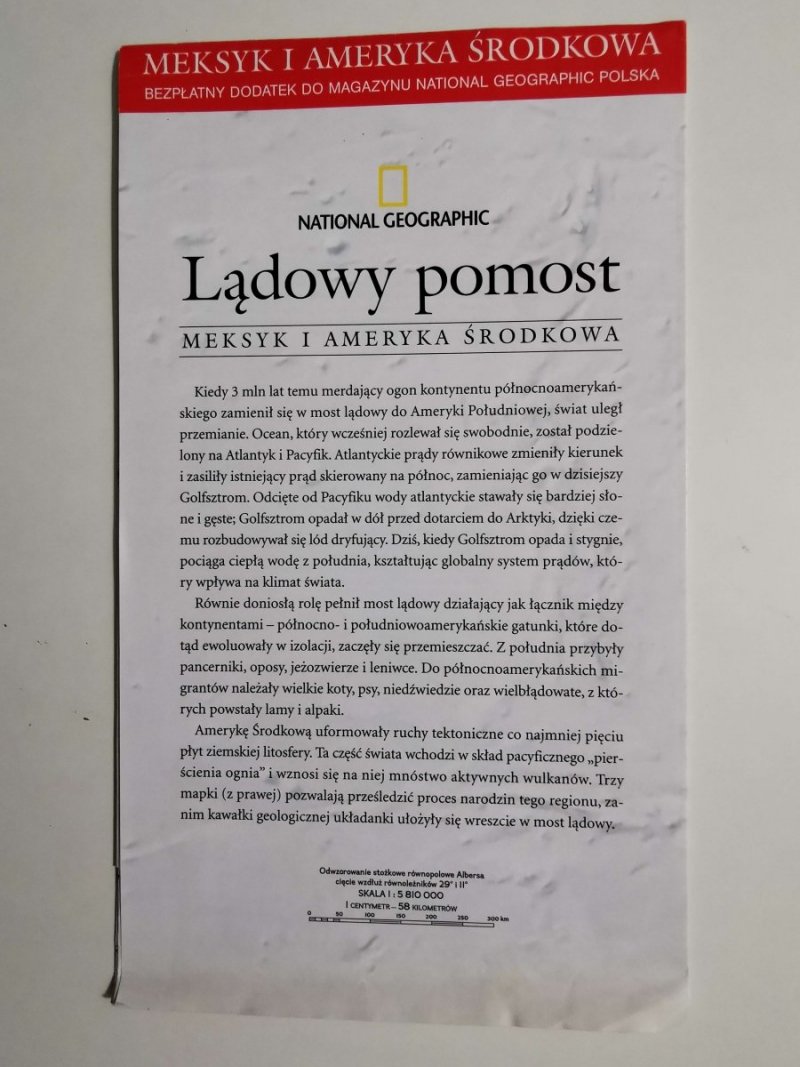 MEKSYK I AMERYKA ŚRODKOWA
BEZPŁATNY DODATEK DO MAGAZYNU NATIONAL GEOGRAPHIC POLSKA
NATIONAL GEOGRAPHIC
Lądowy pomost
MEKSYK I AMERYKA ŚRODKOWA
Kiedy 3 mln lat temu merdający ogon kontynentu północnoamerykań-
skiego zamienił się w most lądowy do Ameryki Południowej, świat uległ
przemianie. Ocean, który wcześniej rozlewał się swobodnie, został podzie-
lony na Atlantyk i Pacyfik. Atlantyckie prądy równikowe zmieniły kierunek
i zasiliły istniejący prąd skierowany na północ, zamieniając go w dzisiejszy
Golfsztrom. Odcięte od Pacyfiku wody atlantyckie stawały się bardziej sło-
ne i gęste; Golfsztrom opadał w dół przed dotarciem do Arktyki, dzięki cze-
mu rozbudowywał się lód dryfujący. Dziś, kiedy Golfsztrom opada i stygnie,
pociąga ciepłą wodę z południa, kształtując globalny system prądów, któ-
ry wpływa na klimat świata.
Równie doniosłą rolę pełnił most lądowy działający jak łącznik między
kontynentami – północno- i południowoamerykańskie gatunki, które do-
tąd ewoluowały w izolacji, zaczęły się przemieszczać. Z południa przybyły
pancerniki, oposy, jeżozwierze i leniwce. Do północnoamerykańskich mi-
grantów należały wielkie koty, psy, niedźwiedzie oraz wielbłądowate, z któ-
rych powstały lamy i alpaki.
Amerykę Środkową uformowały ruchy tektoniczne co najmniej pięciu
płyt ziemskiej litosfery. Ta część świata wchodzi w skład pacyficznego „pier-
ścienia ognia" i wznosi się na niej mnóstwo aktywnych wulkanów. Trzy
mapki (z prawej) pozwalają prześledzić proces narodzin tego regionu, za-
nim kawałki geologicznej układanki ułożyły się wreszcie w most lądowy.
Odwzorowanie stożkowe równopolowe Albersa
cięcie wzdłuż równoleżników 29° i 11°
SKALA 1 : 5 810 000
1 CENTYMETR – 58 KILOMETRÓW
0 50 100 150 200 250 300 km